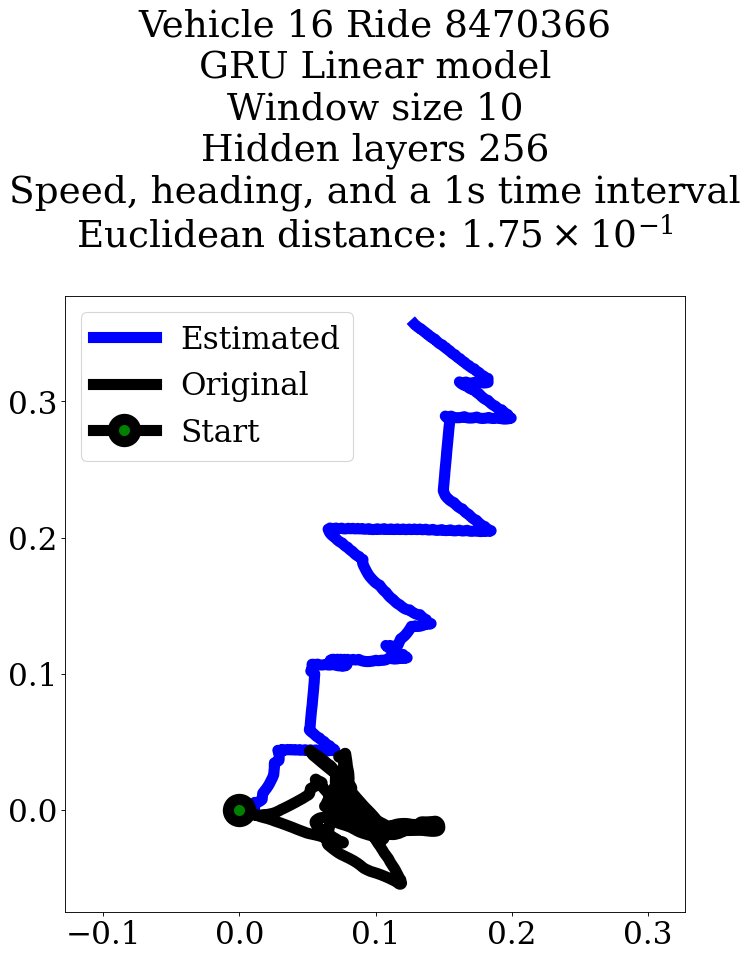 Vehicle 16 Ride 8470366
GRU Linear model
Window size 10
Hidden layers 256
Speed, heading, and a 1s time interval
Euclidean distance: 1.75 × 10⁻¹
Estimated
Original
Start
0.3
0.2
0.1
0.0
−0.1 0.0 0.1 0.2 0.3